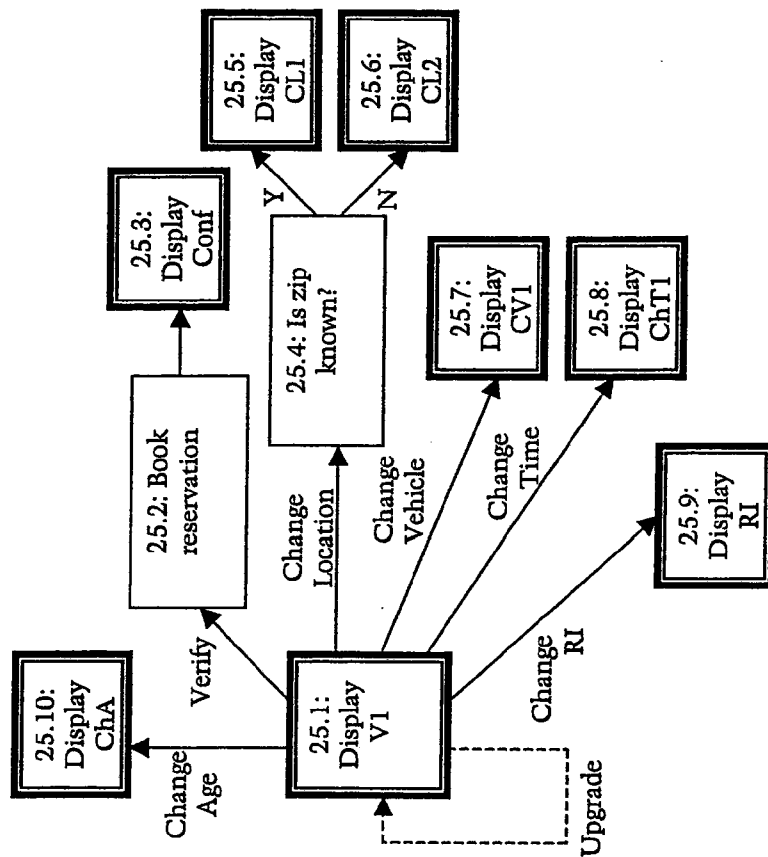 25.10:
Display
ChA
Change
Age
Verify
25.2: Book
reservation
25.3:
Display
Conf
25.1:
Display
V1
Upgrade
Change
Location
25.4: Is zip
known?
Y
N
25.5:
Display
CL1
25.6:
Display
CL2
Change
Vehicle
25.7:
Display
CV1
Change
Time
25.8:
Display
ChT1
Change
RI
25.9:
Display
RI